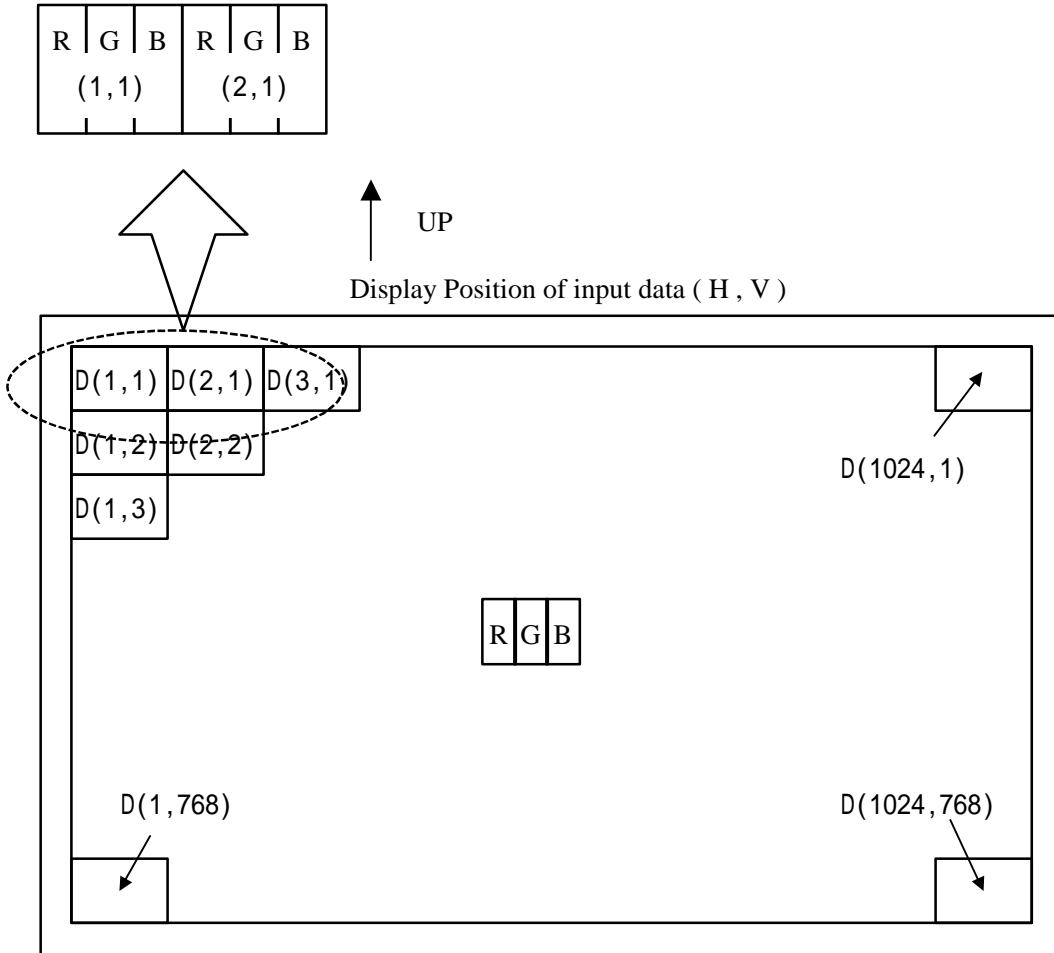 R G B R G B
(1,1) (2,1)
UP
Display Position of input data ( H , V )
D(1,1) D(2,1) D(3,1)
D(1,2) D(2,2)
D(1024,1)
D(1,3)
R G B
D(1,768) D(1024,768)